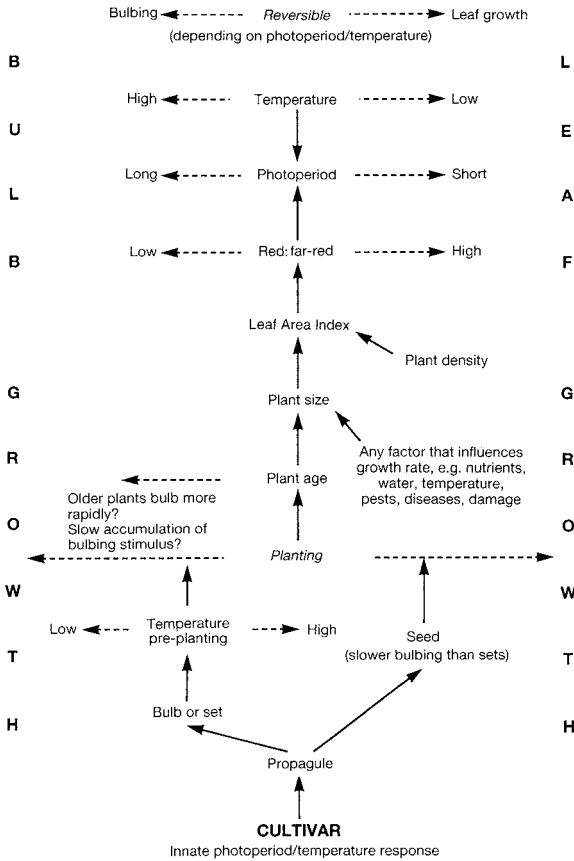 Bulbing Reversible Leaf growth
(depending on photoperiod/temperature)
B L
High Temperature Low
U E
Long Photoperiod Short
L A
Low Red: far-red High
B F
Leaf Area Index
Plant density
G G
Plant size
Any factor that influences
growth rate, e.g. nutrients,
water, temperature,
pests, diseases, damage
R R
Plant age
Older plants bulb more
rapidly?
Slow accumulation of
bulbing stimulus?
O O
Planting
W W
Low Temperature High
pre-planting
Seed
(slower bulbing than sets)
T T
Bulb or set
H H
Propagule
CULTIVAR
Innate photoperiod/temperature response